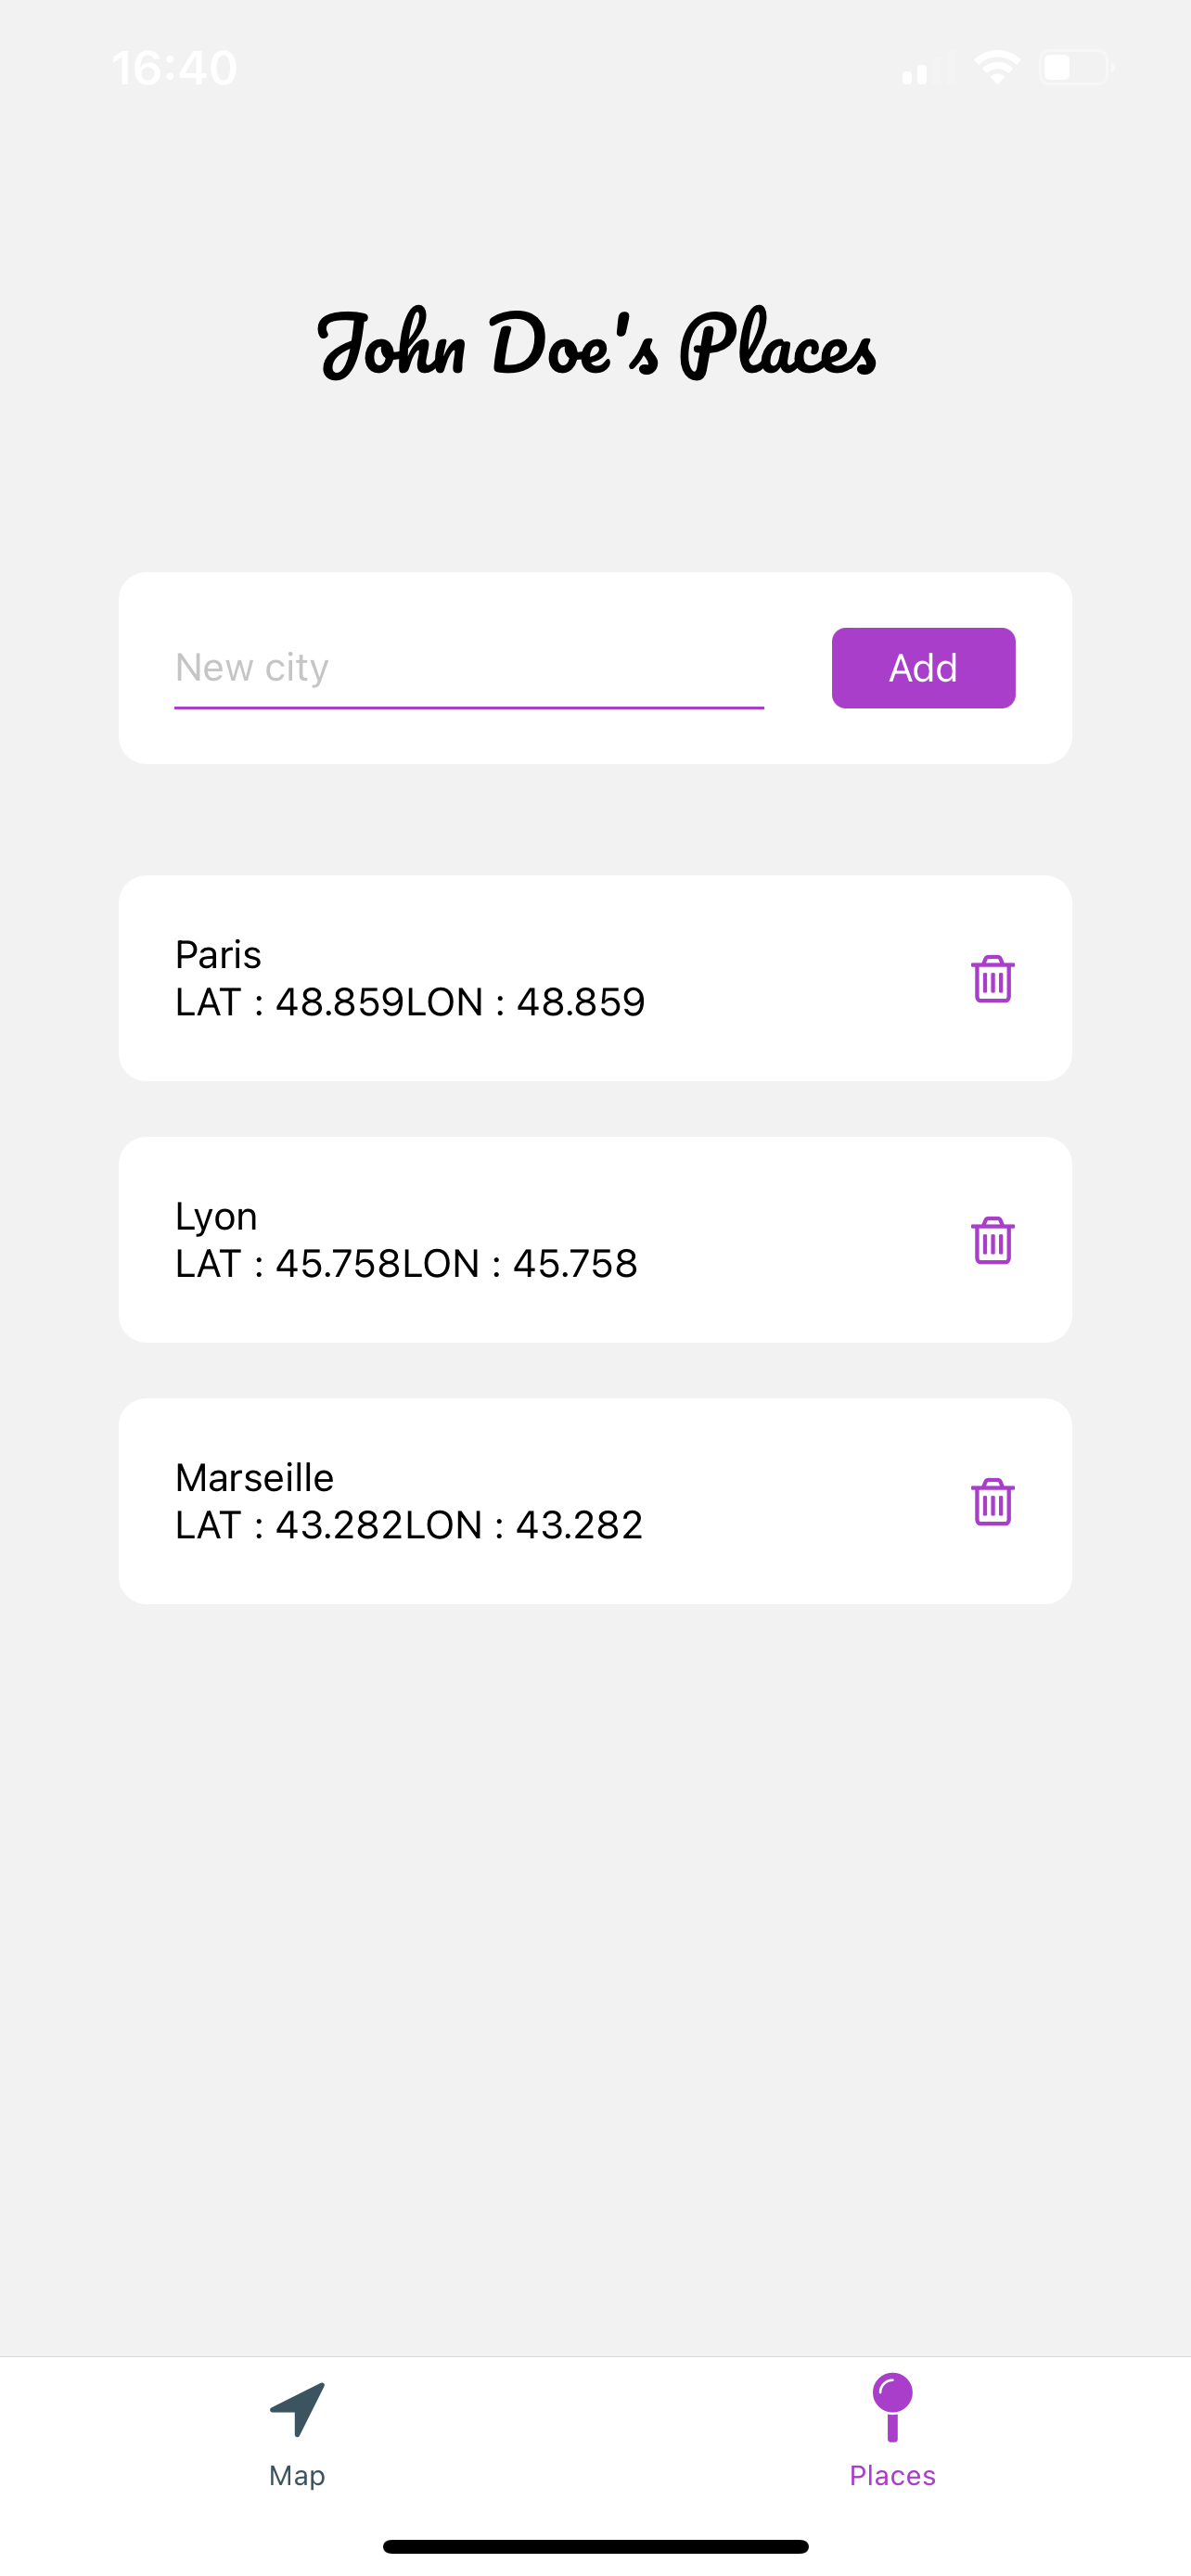 16:40
John Doe's Places
New city
Add
Paris
LAT : 48.859LON : 48.859
Lyon
LAT : 45.758LON : 45.758
Marseille
LAT : 43.282LON : 43.282
Map
Places